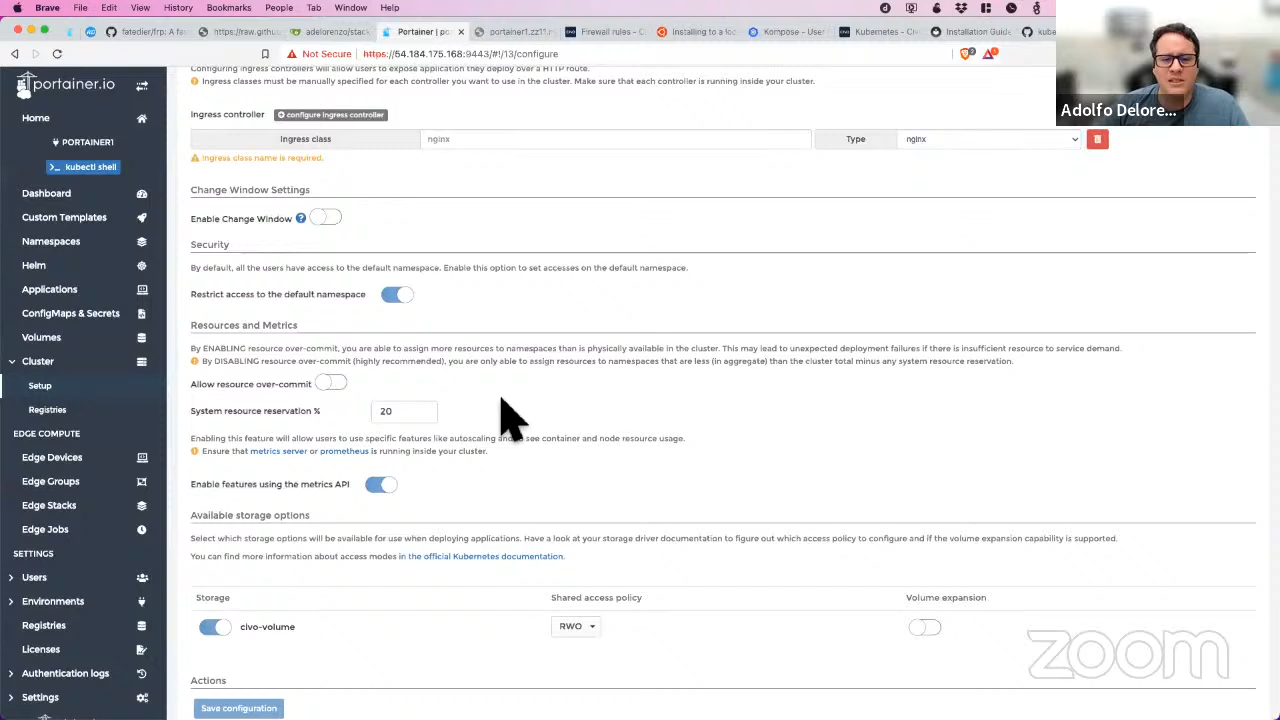 History Bookmarks People Tab Window Help
tatedier/frp: A fas
https://raw.github
adelorenzo/stack
Portainer | po
portainer1.zz11.n
Firewall rules - C
Installing to a loc
Kompose - User
Kubernetes - Civ
kube
Not Secure https://54.184.175.168:9443/#!/13/configure
portainer.io
Home
PORTAINER1
>_ kubectl shell
Dashboard
Custom Templates
Namespaces
Helm
Applications
ConfigMaps & Secrets
Volumes
Cluster
Setup
Registries
EDGE COMPUTE
Edge Devices
Edge Groups
Edge Stacks
Edge Jobs
SETTINGS
Users
Environments
Registries
Licenses
Authentication logs
Settings
Configuring ingress controllers will allow users to expose application they deploy over a HTTP route.
Ingress classes must be manually specified for each controller you want to use in the cluster. Make sure that each controller is running inside your cluster.
Ingress controller configure ingress controller
Ingress class nginx Type nginx
Ingress class name is required.
Change Window Settings
Enable Change Window
Security
By default, all the users have access to the default namespace. Enable this option to set accesses on the default namespace.
Restrict access to the default namespace
Resources and Metrics
By ENABLING resource over-commit, you are able to assign more resources to namespaces than is physically available in the cluster. This may lead to unexpected deployment failures if there is insufficient resource to service demand.
By DISABLING resource over-commit (highly recommended), you are only able to assign resources to namespaces that are less (in aggregate) than the cluster total minus any system resource reservation.
Allow resource over-commit
System resource reservation % 20
Enabling this feature will allow users to use specific features like autoscaling and see container and node resource usage.
Ensure that metrics server or prometheus is running inside your cluster.
Enable features using the metrics API
Available storage options
Select which storage options will be available for use when deploying applications. Have a look at your storage driver documentation to figure out which access policy to configure and if the volume expansion capability is supported.
You can find more information about access modes in the official Kubernetes documentation.
Storage Shared access policy Volume expansion
civo-volume RWO
Actions
Save configuration
Adolfo Delore...
zoom